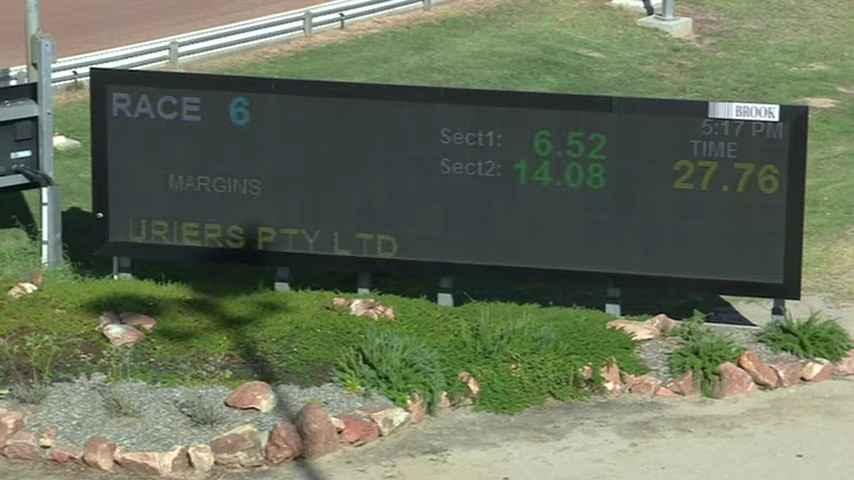 RACE 6
BROOK
5:17 PM
Sect1: 6.52
TIME
Sect2: 14.08
27.76
MARGINS
URIERS PTY LTD